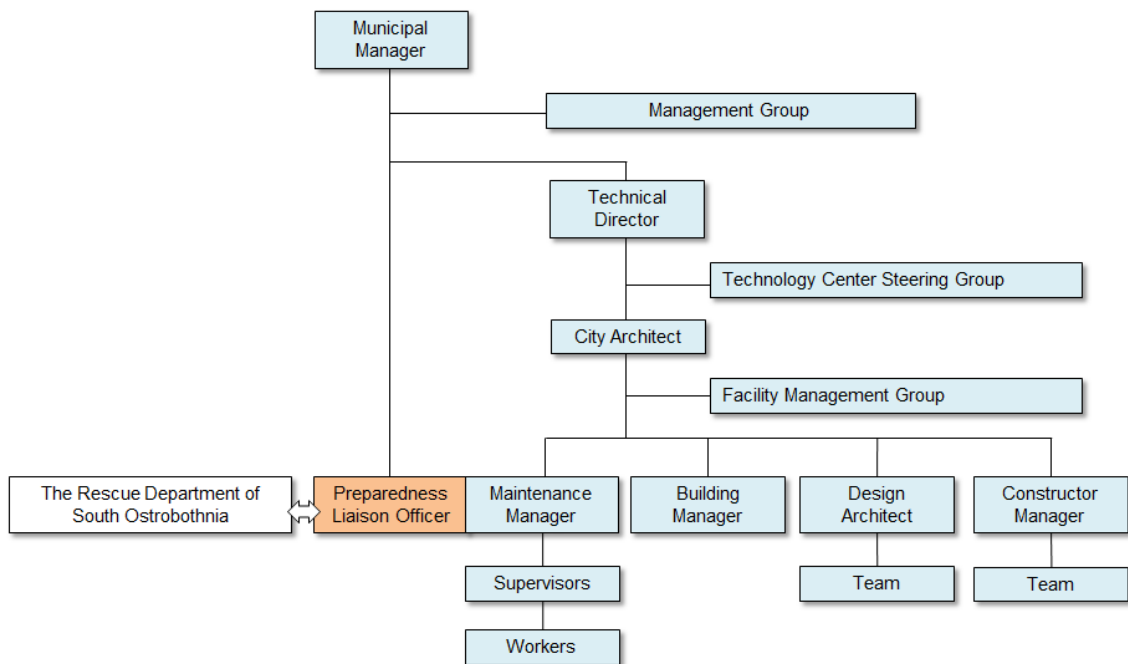 Municipal
Manager
Management Group
Technical
Director
Technology Center Steering Group
City Architect
Facility Management Group
The Rescue Department of
South Ostrobothnia
Preparedness
Liaison Officer
Maintenance
Manager
Building
Manager
Design
Architect
Constructor
Manager
Supervisors
Team
Team
Workers